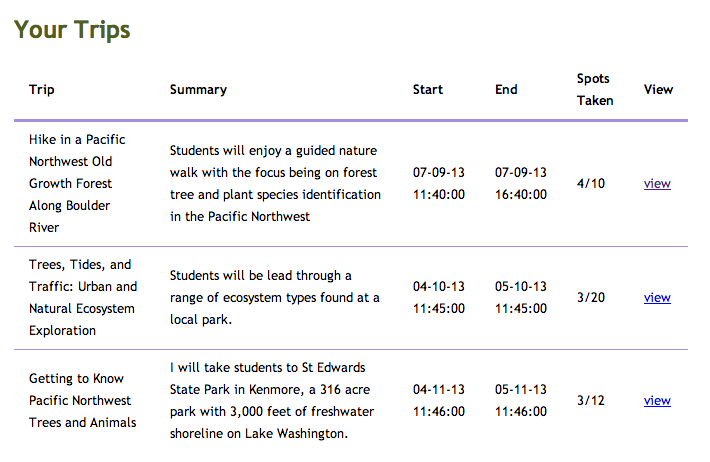 Your Trips
Trip Summary Start End Spots Taken View
Hike in a Pacific
Northwest Old
Growth Forest
Along Boulder
River
Students will enjoy a guided nature
walk with the focus being on forest
tree and plant species identification
in the Pacific Northwest
07-09-13
11:40:00
07-09-13
16:40:00
4/10
view
Trees, Tides, and
Traffic: Urban and
Natural Ecosystem
Exploration
Students will be lead through a
range of ecosystem types found at a
local park.
04-10-13
11:45:00
05-10-13
11:45:00
3/20
view
Getting to Know
Pacific Northwest
Trees and Animals
I will take students to St Edwards
State Park in Kenmore, a 316 acre
park with 3,000 feet of freshwater
shoreline on Lake Washington.
04-11-13
11:46:00
05-11-13
11:46:00
3/12
view